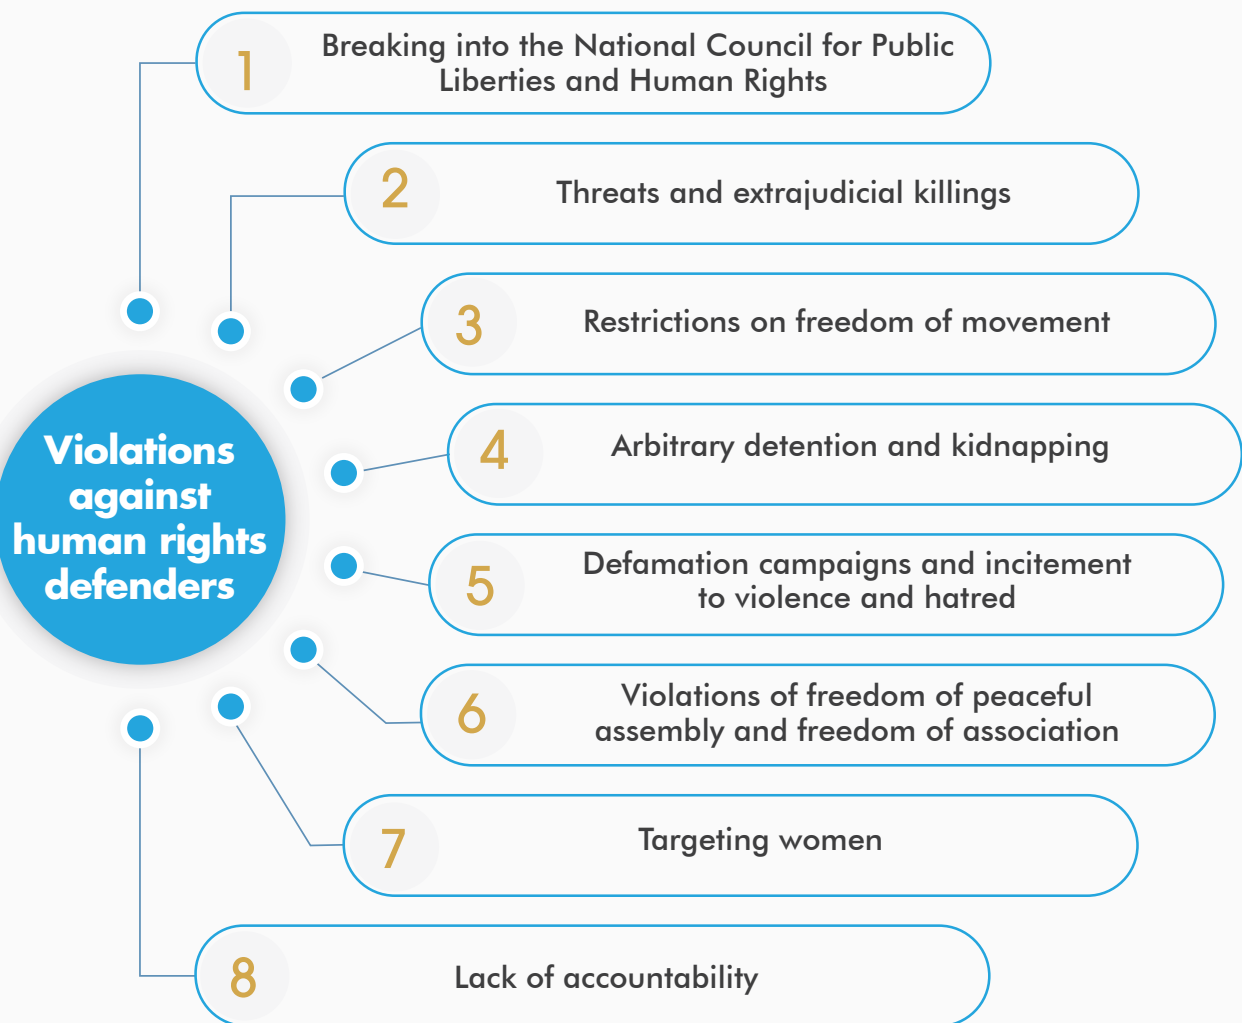 1
Breaking into the National Council for Public
Liberties and Human Rights
2
Threats and extrajudicial killings
3
Restrictions on freedom of movement
4
Arbitrary detention and kidnapping
Violations
against
human rights
defenders
5
Defamation campaigns and incitement
to violence and hatred
6
Violations of freedom of peaceful
assembly and freedom of association
7
Targeting women
8
Lack of accountability